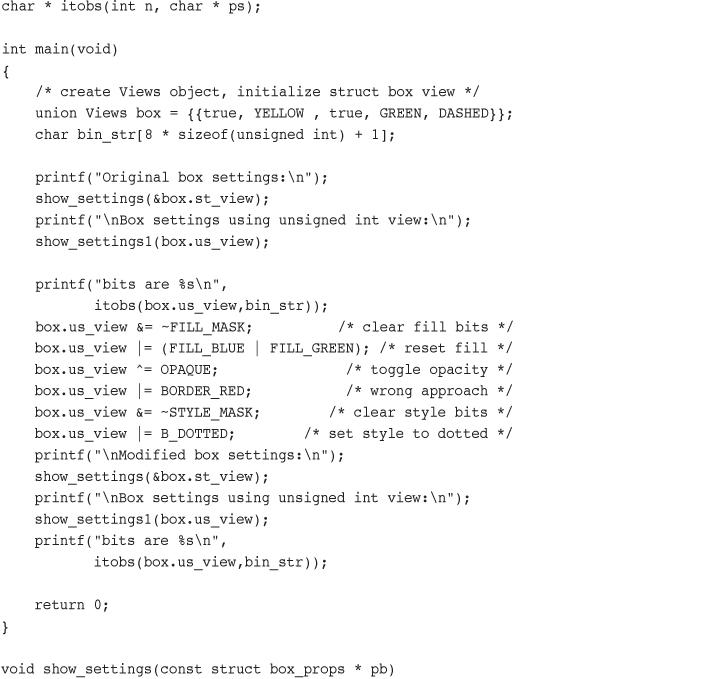 char * itobs(int n, char * ps);
int main(void)
{
/* create Views object, initialize struct box view */
union Views box = {{true, YELLOW , true, GREEN, DASHED}};
char bin_str[8 * sizeof(unsigned int) + 1];
printf("Original box settings:\n");
show_settings(&box.st_view);
printf("\nBox settings using unsigned int view:\n");
show_settings1(box.us_view);
printf("bits are %s\n",
itobs(box.us_view,bin_str));
box.us_view &= ~FILL_MASK; /* clear fill bits */
box.us_view |= (FILL_BLUE | FILL_GREEN); /* reset fill */
box.us_view ^= OPAQUE; /* toggle opacity */
box.us_view |= BORDER_RED; /* wrong approach */
box.us_view &= ~STYLE_MASK; /* clear style bits */
box.us_view |= B_DOTTED; /* set style to dotted */
printf("\nModified box settings:\n");
show_settings(&box.st_view);
printf("\nBox settings using unsigned int view:\n");
show_settings1(box.us_view);
printf("bits are %s\n",
itobs(box.us_view,bin_str));
return 0;
}
void show_settings(const struct box_props * pb)